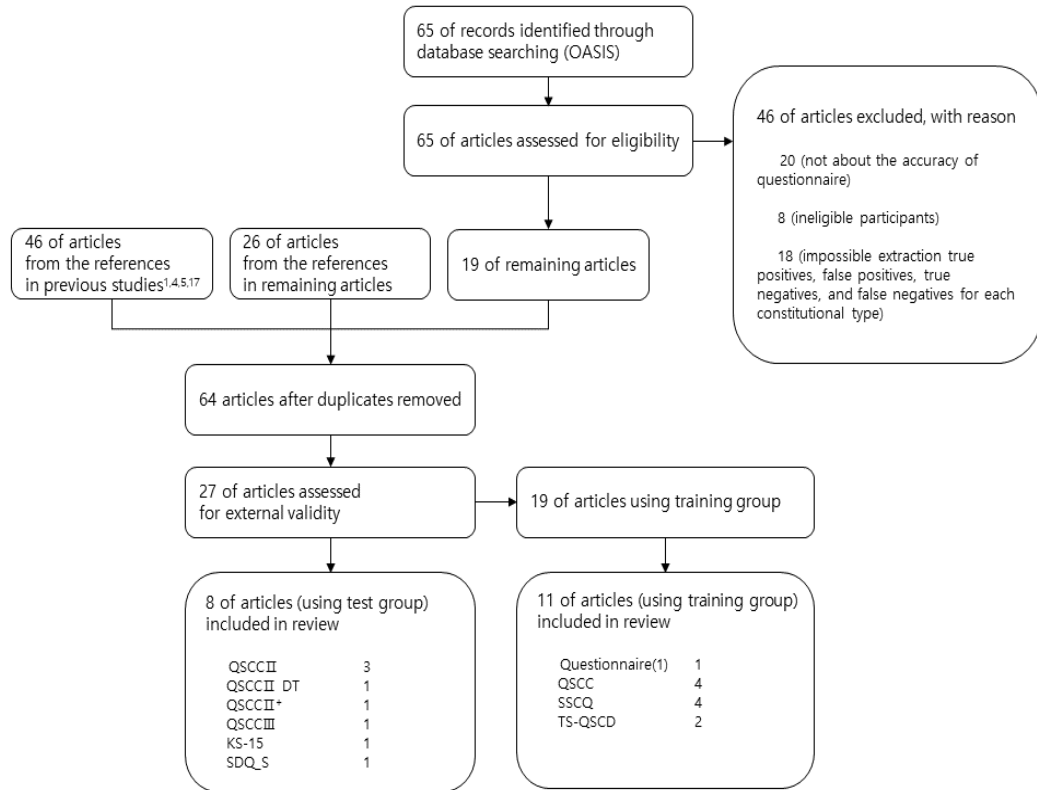 65 of records identified through
database searching (OASIS)
65 of articles assessed for eligibility
46 of articles excluded, with reason
20 (not about the accuracy of
questionnaire)
8 (ineligible participants)
18 (impossible extraction true
positives, false positives, true
negatives, and false negatives for each
constitutional type)
46 of articles
from the references
in previous studies1,4,5,17
26 of article
from the references
in remaining articles
19 of remaining articles
64 articles after duplicates removed
27 of articles assessed
for external validity
19 of articles using training group
8 of articles (using test group)
included in review
QSCCⅡ 3
QSCCⅡ DT 1
QSCCⅡ+ 1
QSCCⅢ 1
KS-15 1
SDQ_S 1
11 of articles (using training group)
included in review
Questionnaire(1) 1
QSCC 4
SSCQ 4
TS-QSCD 2